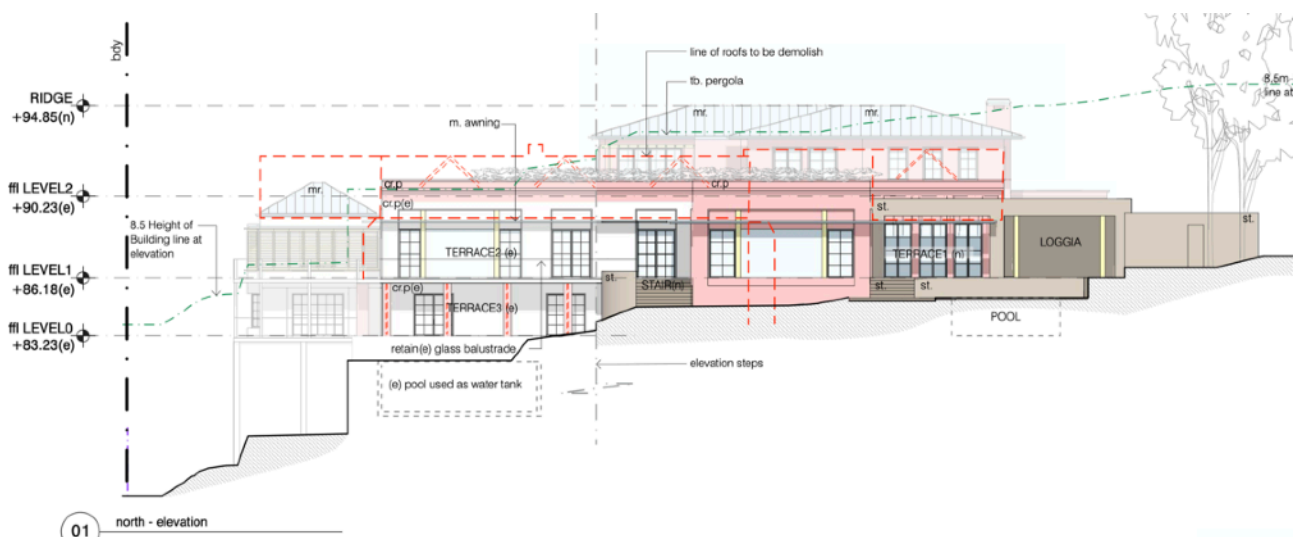 bdy
line of roofs to be demolish
tb. pergola
8.5m
line at
RIDGE
+94.85(n)
mr.
mr.
m. awning
ffl LEVEL2
+90.23(e)
mr.
cr.p
cr.p
cr.p(e)
st.
st.
8.5 Height of
Building line at
elevation
TERRACE2 (e)
TERRACE1 (n)
LOGGIA
ffl LEVEL1
+86.18(e)
cr.p(e)
st.
STAIR(n)
st.
st.
TERRACE3 (e)
POOL
ffl LEVEL0
+83.23(e)
retain(e) glass balustrade
elevation steps
(e) pool used as water tank
01
north - elevation